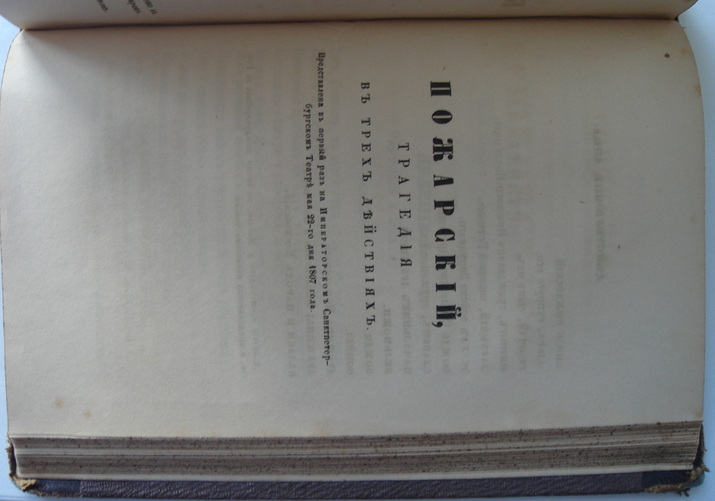 ПОЖАРСКІЙ,
ТРАГЕДІЯ
ВЪ ТРЕХЪ ДѢЙСТВІЯХЪ.
Представлена въ первый разъ на Императорскомъ Санктпетер-
бургскомъ Театрѣ мая 22-го дня 1807 года.